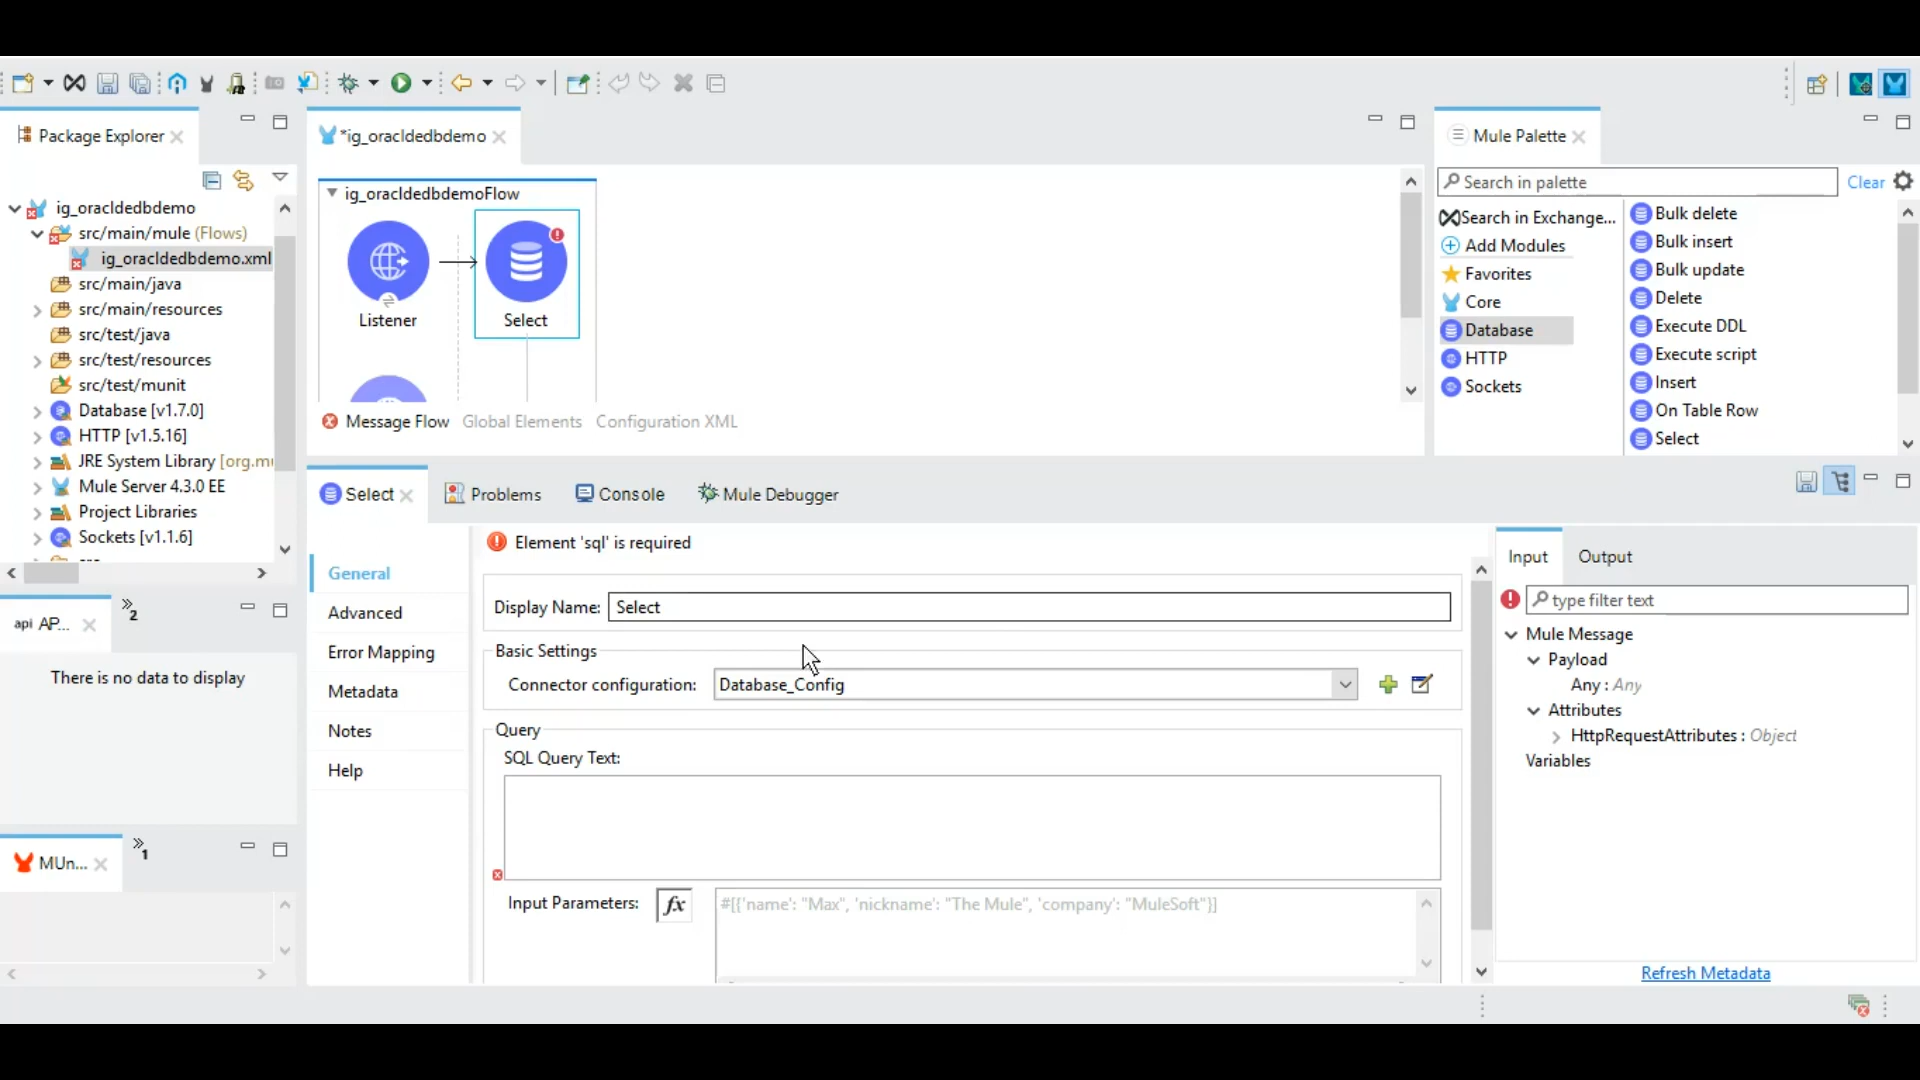 Package Explorer
*ig_oracldedbdemo
Mule Palette
ig_oracldedbdemo
src/main/mule (Flows)
ig_oracldedbdemo.xml
src/main/java
src/main/resources
src/test/java
src/test/resources
src/test/munit
Database [v1.7.0]
HTTP [v1.5.16]
JRE System Library [org.mu
Mule Server 4.3.0 EE
Project Libraries
Sockets [v1.1.6]
ig_oracldedbdemoFlow
Listener
Select
Message Flow
Global Elements
Configuration XML
Search in palette
Clear
Search in Exchange...
Add Modules
Favorites
Core
Database
HTTP
Sockets
Bulk delete
Bulk insert
Bulk update
Delete
Execute DDL
Execute script
Insert
On Table Row
Select
api AP...
2
There is no data to display
MUn...
1
Select
Problems
Console
Mule Debugger
General
Advanced
Error Mapping
Metadata
Notes
Help
Element 'sql' is required
Display Name: Select
Basic Settings
Connector configuration: Database_Config
Query
SQL Query Text:
Input Parameters: fx #[{'name': "Max", 'nickname': "The Mule", 'company': "MuleSoft"}]
Input
Output
type filter text
Mule Message
Payload
Any : Any
Attributes
HttpRequestAttributes : Object
Variables
Refresh Metadata